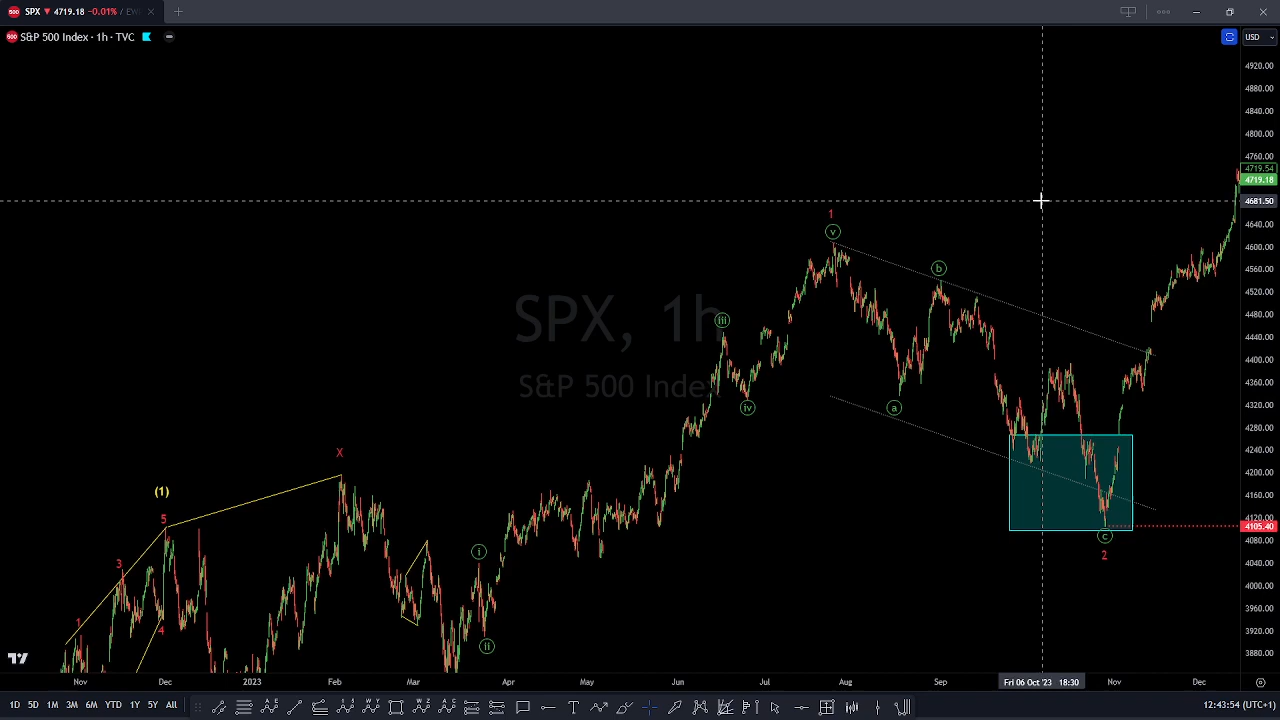 SPX ▼ 4719.18 −0.01% / EW
S&P 500 Index · 1h · TVC
USD
4920.00
4880.00
4840.00
4800.00
4760.00
4719.54
4719.18
4681.50
4640.00
4600.00
4560.00
4520.00
4480.00
4440.00
4400.00
4360.00
4320.00
4280.00
4240.00
4200.00
4160.00
4120.00
4105.40
4080.00
4040.00
4000.00
3960.00
3920.00
3880.00
SPX, 1h
S&P 500 Index
1
v
b
iii
iv
a
X
(1)
5
3
1
4
i
ii
c
2
Nov
Dec
2023
Feb
Mar
Apr
May
Jun
Jul
Aug
Sep
Fri 06 Oct '23 18:30
Nov
Dec
1D 5D 1M 3M 6M YTD 1Y 5Y All
12:43:54 (UTC+1)